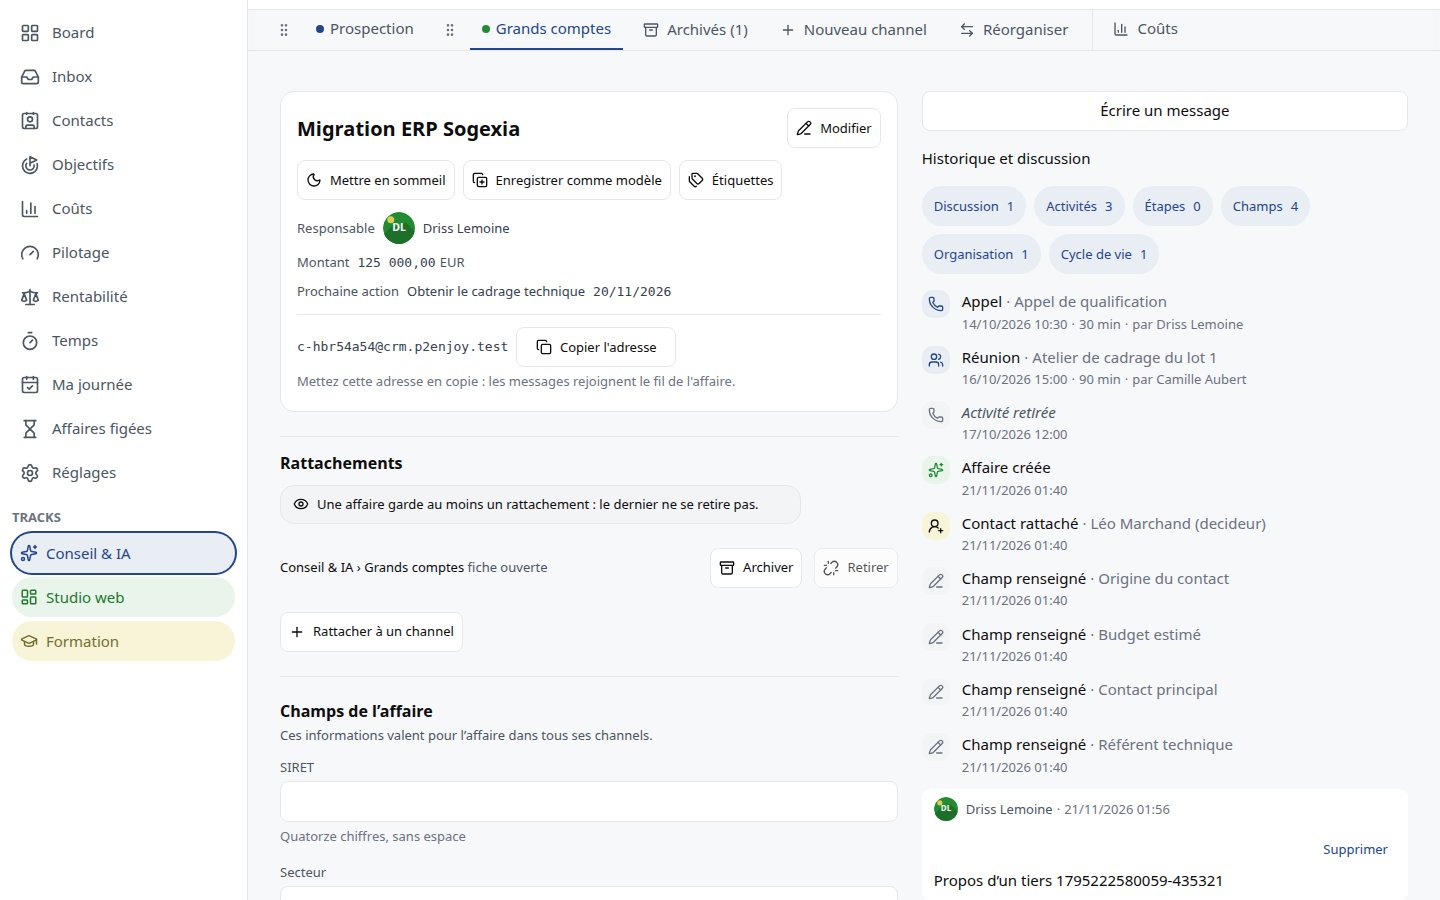 Board
Inbox
Contacts
Objectifs
Coûts
Pilotage
Rentabilité
Temps
Ma journée
Affaires figées
Réglages
TRACKS
Conseil & IA
Studio web
Formation
Prospection
Grands comptes
Archivés (1)
Nouveau channel
Réorganiser
Coûts
Migration ERP Sogexia
Modifier
Mettre en sommeil
Enregistrer comme modèle
Étiquettes
Responsable DL Driss Lemoine
Montant 125 000,00 EUR
Prochaine action Obtenir le cadrage technique 20/11/2026
c-hbr54a54@crm.p2enjoy.test
Copier l'adresse
Mettez cette adresse en copie : les messages rejoignent le fil de l'affaire.
Rattachements
Une affaire garde au moins un rattachement : le dernier ne se retire pas.
Conseil & IA › Grands comptes fiche ouverte
Archiver
Retirer
Rattacher à un channel
Champs de l’affaire
Ces informations valent pour l’affaire dans tous ses channels.
SIRET
Quatorze chiffres, sans espace
Secteur
Écrire un message
Historique et discussion
Discussion 1
Activités 3
Étapes 0
Champs 4
Organisation 1
Cycle de vie 1
Appel · Appel de qualification
14/10/2026 10:30 · 30 min · par Driss Lemoine
Réunion · Atelier de cadrage du lot 1
16/10/2026 15:00 · 90 min · par Camille Aubert
Activité retirée
17/10/2026 12:00
Affaire créée
21/11/2026 01:40
Contact rattaché · Léo Marchand (decideur)
21/11/2026 01:40
Champ renseigné · Origine du contact
21/11/2026 01:40
Champ renseigné · Budget estimé
21/11/2026 01:40
Champ renseigné · Contact principal
21/11/2026 01:40
Champ renseigné · Référent technique
21/11/2026 01:40
DL Driss Lemoine · 21/11/2026 01:56
Supprimer
Propos d’un tiers 1795222580059-435321